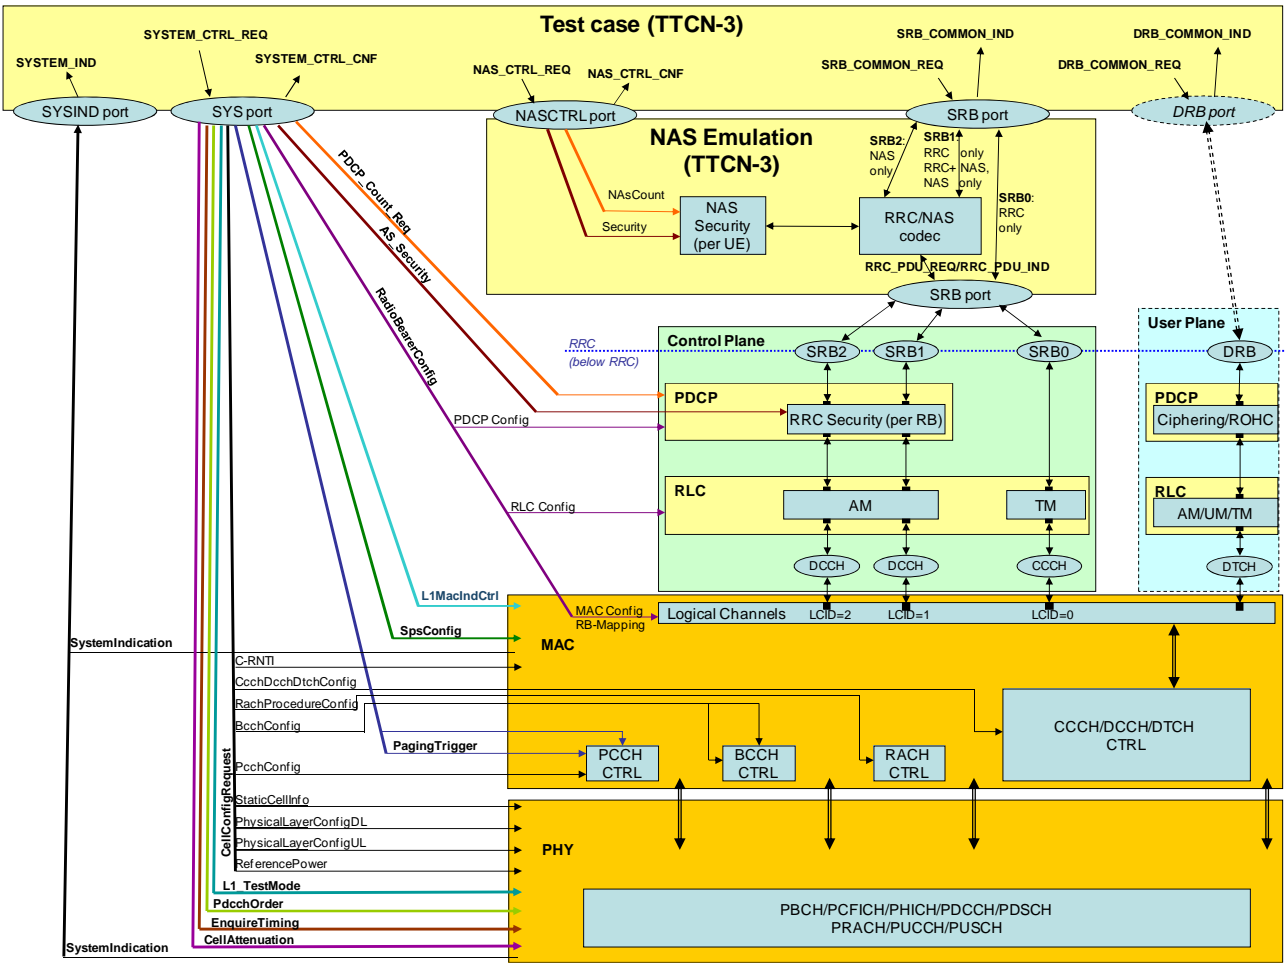 Test case (TTCN-3)
SYSTEM_IND
SYSTEM_CTRL_REQ
SYSTEM_CTRL_CNF
NAS_CTRL_REQ
NAS_CTRL_CNF
SRB_COMMON_REQ
SRB_COMMON_IND
DRB_COMMON_REQ
DRB_COMMON_IND
SYSIND port
SYS port
NASCTRL port
SRB port
DRB port
NAS Emulation
(TTCN-3)
SRB2:
NAS
only
SRB1:
RRC only
RRC+ NAS,
NAS only
SRB0:
RRC
only
NAsCount
Security
NAS
Security
(per UE)
RRC/NAS
codec
RRC_PDU_REQ/RRC_PDU_IND
SRB port
PDCP_Count_Req
AS_Security
RadioBearerConfig
RRC
(below RRC)
Control Plane
SRB2
SRB1
SRB0
User Plane
DRB
PDCP
RRC Security (per RB)
PDCP
Ciphering/ROHC
PDCP Config
RLC
AM
TM
RLC
AM/UM/TM
RLC Config
DCCH
DCCH
CCCH
DTCH
L1MacIndCtrl
MAC Config
RB-Mapping
Logical Channels
LCID=2
LCID=1
LCID=0
SpsConfig
MAC
SystemIndication
C-RNTI
CcchDcchDtchConfig
RachProcedureConfig
BcchConfig
PagingTrigger
PcchConfig
PCCH
CTRL
BCCH
CTRL
RACH
CTRL
CCCH/DCCH/DTCH
CTRL
CellConfigRequest
StaticCellInfo
PhysicalLayerConfigDL
PhysicalLayerConfigUL
ReferencePower
PHY
L1_TestMode
PdcchOrder
EnquireTiming
CellAttenuation
SystemIndication
PBCH/PCFICH/PHICH/PDCCH/PDSCH
PRACH/PUCCH/PUSCH